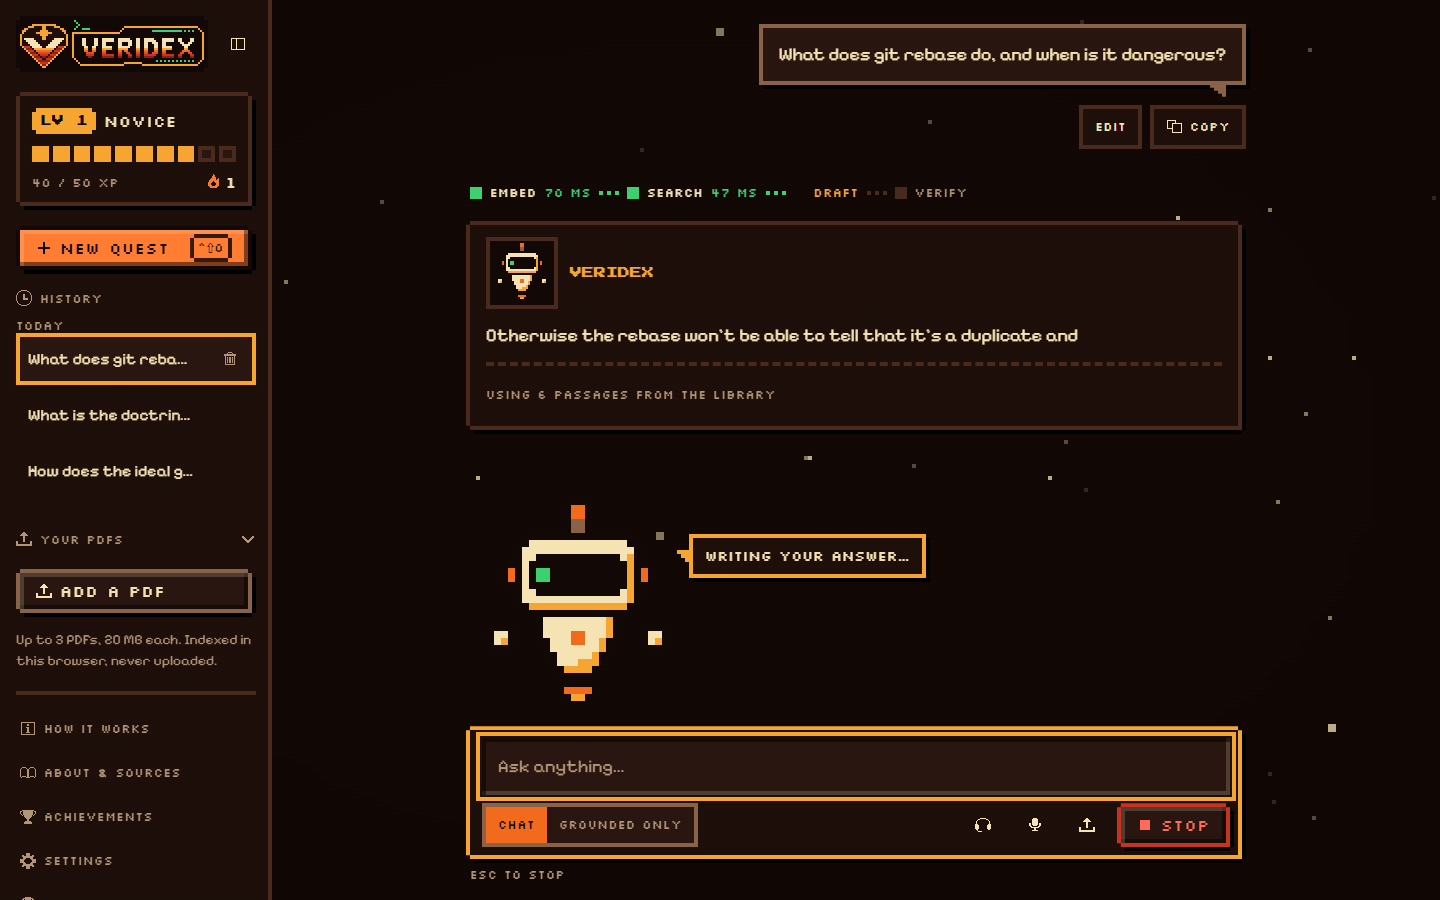 VERIDEX
LV 1 NOVICE
40 / 50 XP 1
+ NEW QUEST ^⇧O
HISTORY
TODAY
What does git reba...
What is the doctrin...
How does the ideal g...
YOUR PDFS
ADD A PDF
Up to 3 PDFs, 20 MB each. Indexed in
this browser, never uploaded.
HOW IT WORKS
ABOUT & SOURCES
ACHIEVEMENTS
SETTINGS
What does git rebase do, and when is it dangerous?
EDIT COPY
EMBED 70 MS SEARCH 47 MS DRAFT VERIFY
VERIDEX
Otherwise the rebase won't be able to tell that it's a duplicate and
USING 6 PASSAGES FROM THE LIBRARY
WRITING YOUR ANSWER...
Ask anything...
CHAT GROUNDED ONLY STOP
ESC TO STOP